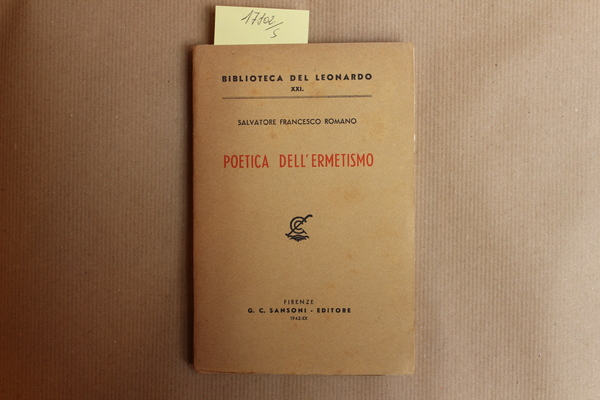 17102/5
BIBLIOTECA DEL LEONARDO
XXI.
SALVATORE FRANCESCO ROMANO
POETICA DELL'ERMETISMO
FIRENZE
G. C. SANSONI - EDITORE
1942-XX